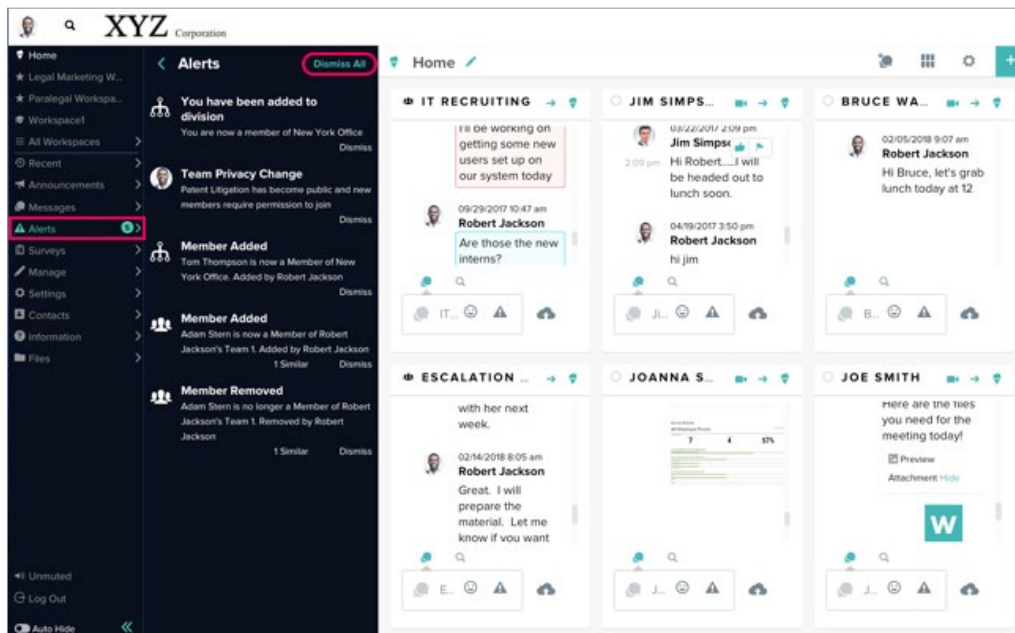 XYZ Corporation
Home
Legal Marketing W...
Paralegal Workspa...
Workspace1
All Workspaces
Recent
Announcements
Messages
Alerts 5
Surveys
Manage
Settings
Contacts
Information
Files
Unmuted
Log Out
Auto Hide
Alerts
Dismiss All
You have been added to
division
You are now a member of New York Office
Dismiss
Team Privacy Change
Patent Litigation has become public and new
members require permission to join
Dismiss
Member Added
Tom Thompson is now a Member of New
York Office. Added by Robert Jackson
Dismiss
Member Added
Adam Stern is now a Member of Robert
Jackson's Team 1. Added by Robert Jackson
1 Similar Dismiss
Member Removed
Adam Stern is no longer a Member of Robert
Jackson's Team 1. Removed by Robert
Jackson
1 Similar Dismiss
Home
IT RECRUITING
I'll be working on
getting some new
users set up on
our system today
09/29/2017 10:47 am
Robert Jackson
Are those the new
interns?
IT...
JIM SIMPS...
03/22/2017 2:09 pm
Jim Simps
2:09 pm
Hi Robert.....I will
be headed out to
lunch soon.
04/19/2017 3:50 pm
Robert Jackson
hi jim
Ji...
BRUCE WA...
02/05/2018 9:07 am
Robert Jackson
Hi Bruce, let's grab
lunch today at 12
B...
ESCALATION ...
with her next
week.
02/14/2018 8:05 am
Robert Jackson
Great. I will
prepare the
material. Let me
know if you want
E...
JOANNA S...
7 4 57%
J...
JOE SMITH
Here are the files
you need for the
meeting today!
Preview
Attachment Hide
W
J...